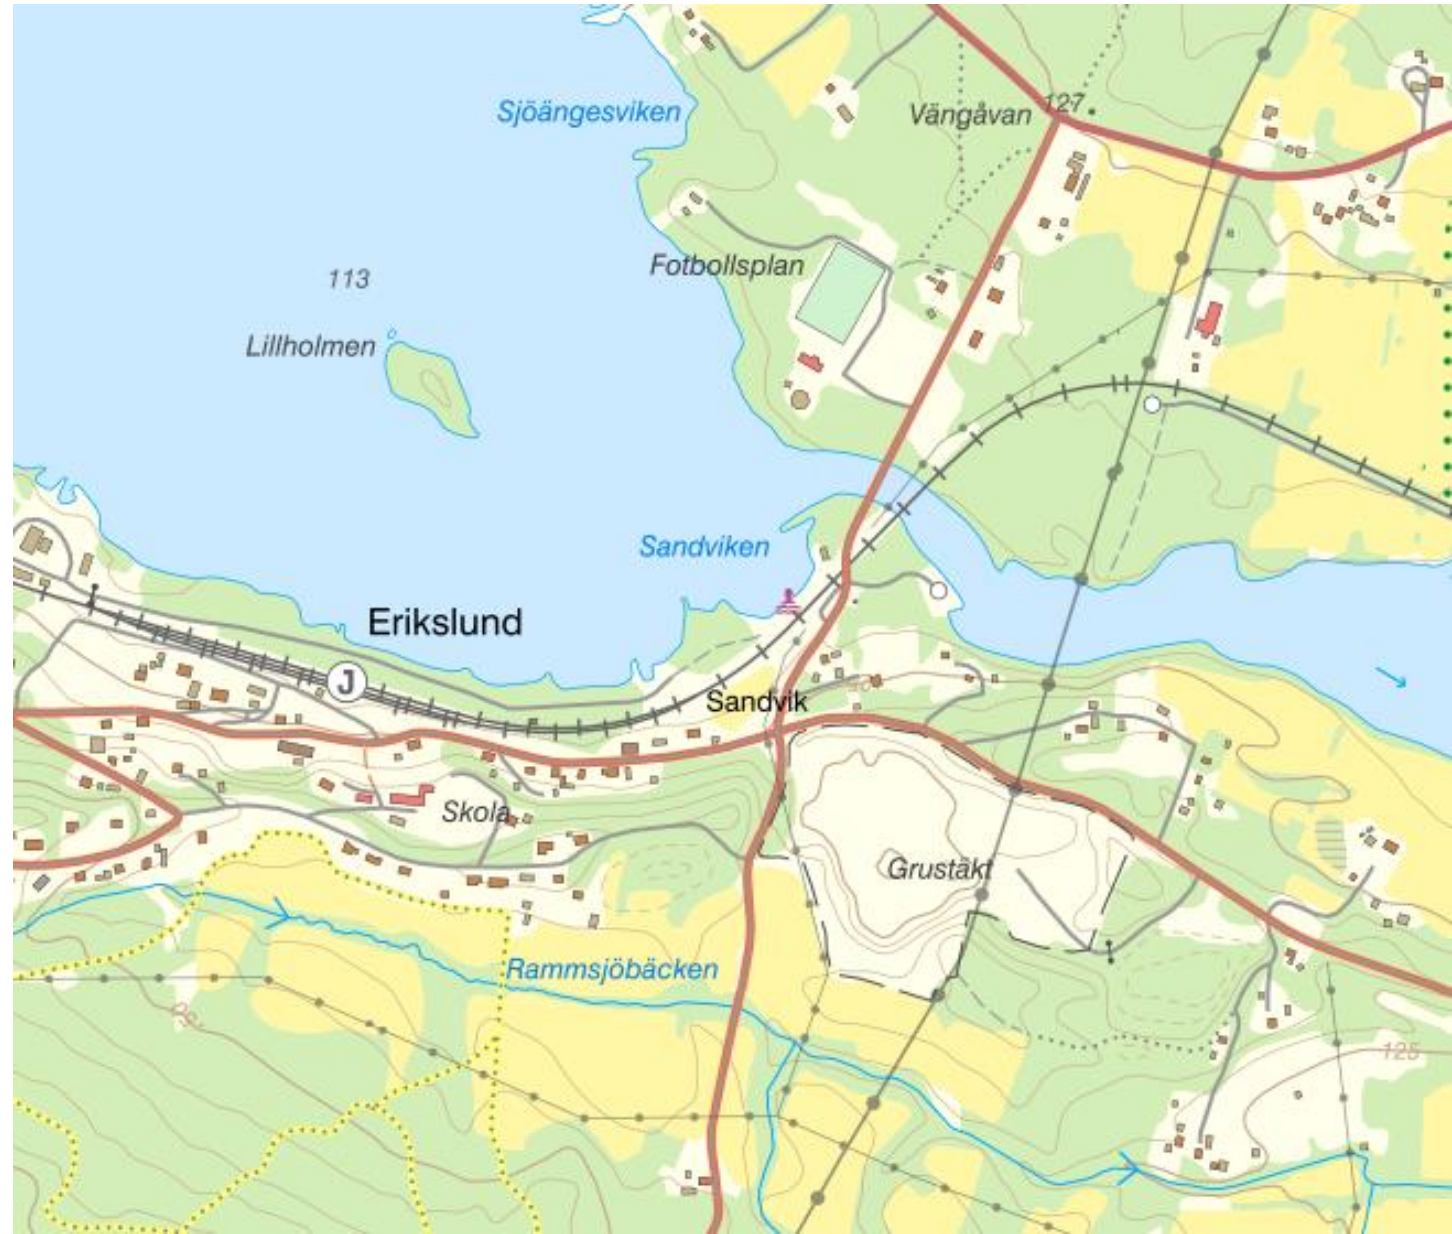 Sjöängesviken
Vängåvan
127
Fotbollsplan
113
Lillholmen
Sandviken
Erikslund
J
Sandvik
Skola
Grustäkt
Rammsjöbäcken
125